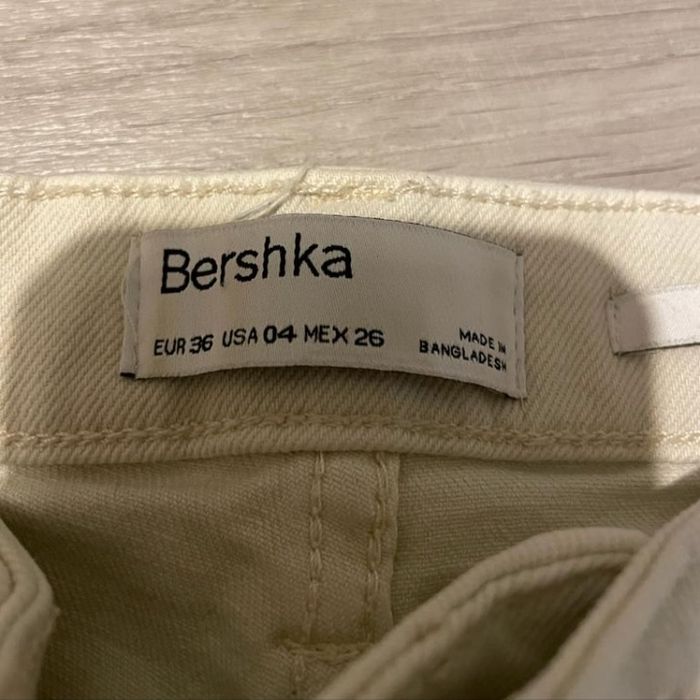 Bershka
EUR 36 USA 04 MEX 26
MADE IN
BANGLADESH